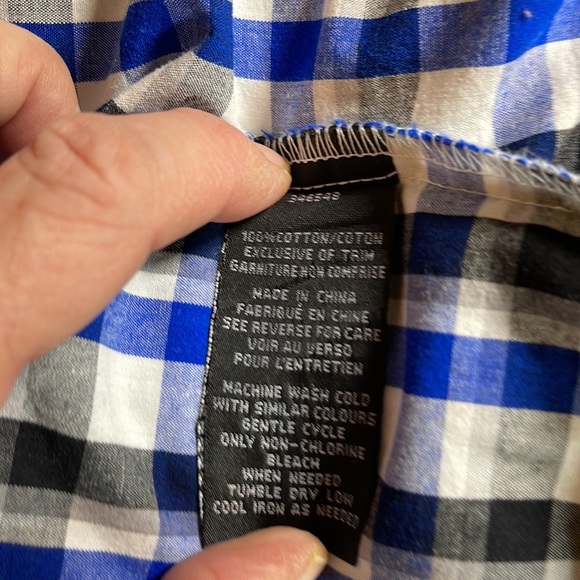 346548
100%COTTON/COTON
EXCLUSIVE OF TRIM
GARNITURE NON COMPRISE
MADE IN CHINA
FABRIQUÉ EN CHINE
SEE REVERSE FOR CARE
VOIR AU VERSO
POUR L'ENTRETIEN
MACHINE WASH COLD
WITH SIMILAR COLOURS
GENTLE CYCLE
ONLY NON-CHLORINE
BLEACH
WHEN NEEDED
TUMBLE DRY LOW
COOL IRON AS NEEDED